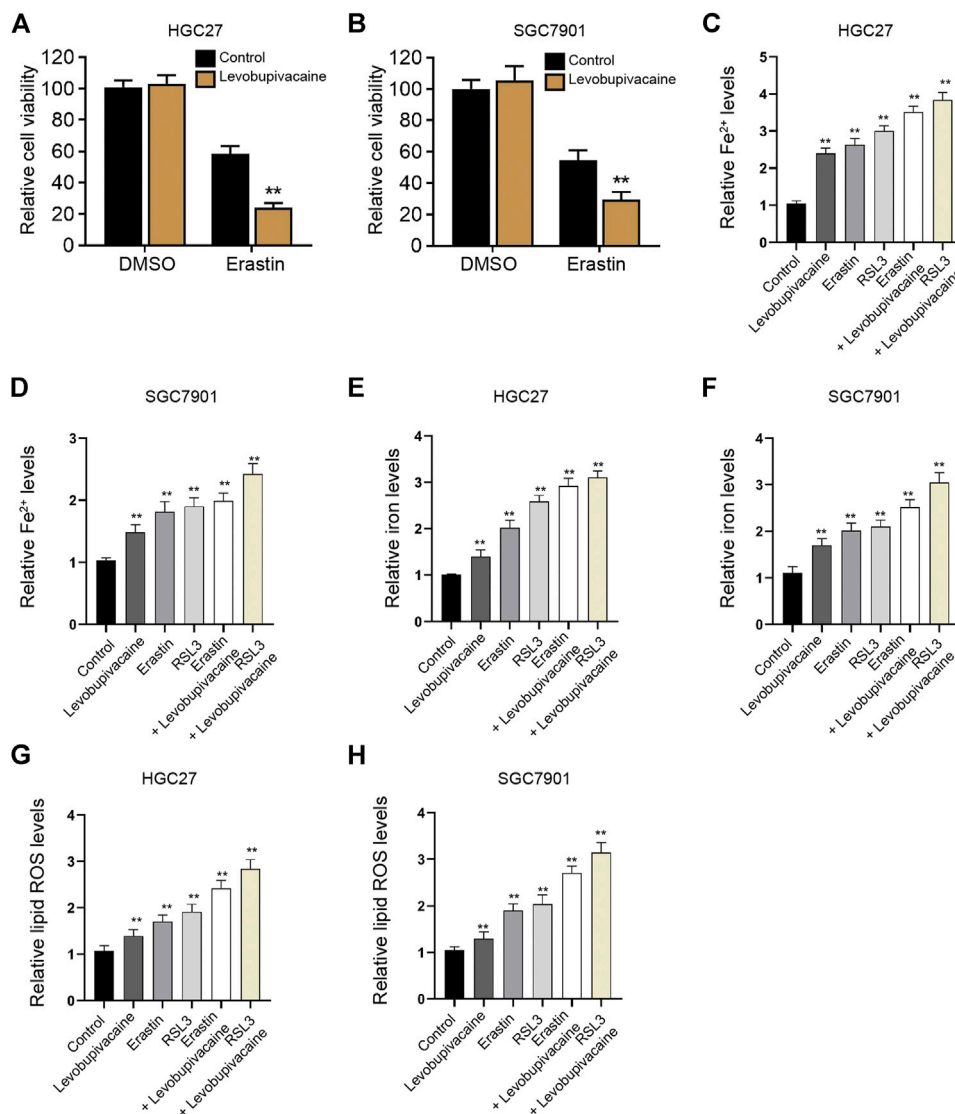 A
HGC27
Relative cell viability
120
100
80
60
40
20
0
Control
Levobupivacaine
**
DMSO
Erastin
B
SGC7901
Relative cell viability
120
100
80
60
40
20
0
Control
Levobupivacaine
**
DMSO
Erastin
C
HGC27
Relative Fe²⁺ levels
5
4
3
2
1
0
**
**
**
**
**
Control
Levobupivacaine
Erastin
RSL3
Erastin
+ Levobupivacaine
RSL3
+ Levobupivacaine
D
SGC7901
Relative Fe²⁺ levels
3
2
1
0
**
**
**
**
**
Control
Levobupivacaine
Erastin
RSL3
Erastin
+ Levobupivacaine
RSL3
+ Levobupivacaine
E
HGC27
Relative iron levels
4
3
2
1
0
**
**
**
**
**
Control
Levobupivacaine
Erastin
RSL3
Erastin
+ Levobupivacaine
RSL3
+ Levobupivacaine
F
SGC7901
Relative iron levels
4
3
2
1
0
**
**
**
**
**
Control
Levobupivacaine
Erastin
RSL3
Erastin
+ Levobupivacaine
RSL3
+ Levobupivacaine
G
HGC27
Relative lipid ROS levels
4
3
2
1
0
**
**
**
**
**
Control
Levobupivacaine
Erastin
RSL3
Erastin
+ Levobupivacaine
RSL3
+ Levobupivacaine
H
SGC7901
Relative lipid ROS levels
4
3
2
1
0
**
**
**
**
**
Control
Levobupivacaine
Erastin
RSL3
Erastin
+ Levobupivacaine
RSL3
+ Levobupivacaine